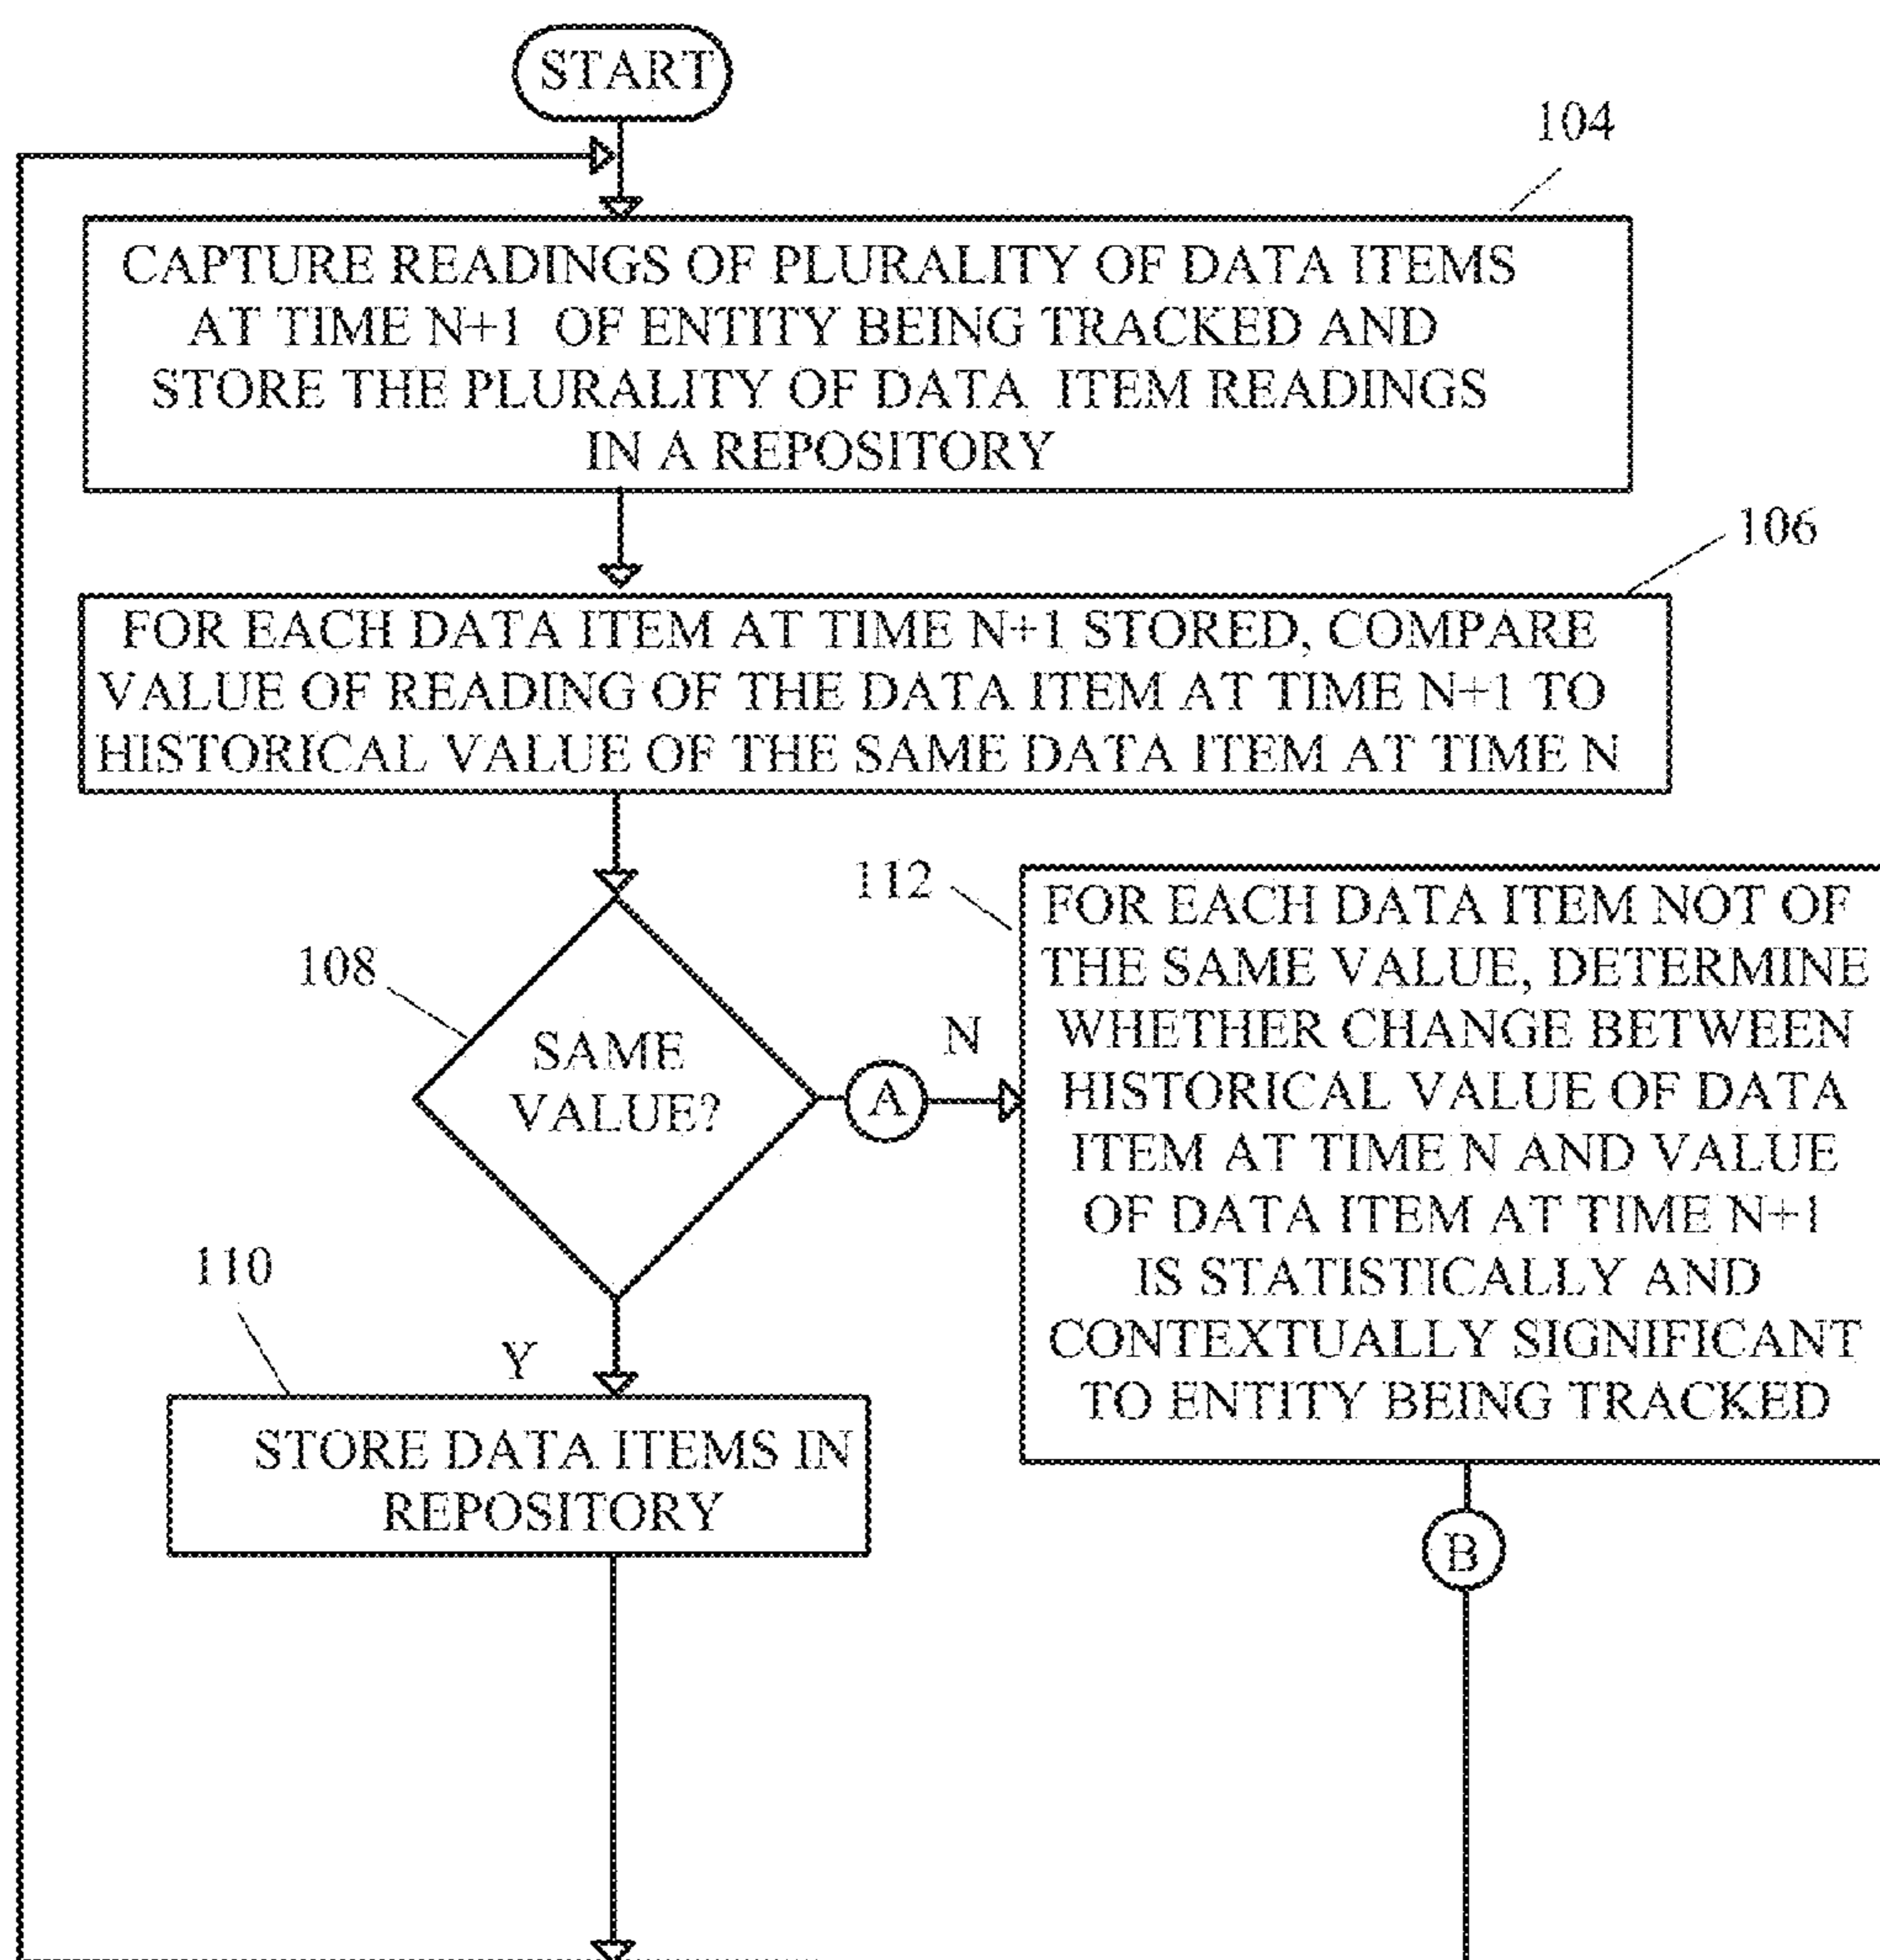 START
104
CAPTURE READINGS OF PLURALITY OF DATA ITEMS
AT TIME N+1 OF ENTITY BEING TRACKED AND
STORE THE PLURALITY OF DATA ITEM READINGS
IN A REPOSITORY
106
FOR EACH DATA ITEM AT TIME N+1 STORED, COMPARE
VALUE OF READING OF THE DATA ITEM AT TIME N+1 TO
HISTORICAL VALUE OF THE SAME DATA ITEM AT TIME N
108
SAME
VALUE?
A
N
112
FOR EACH DATA ITEM NOT OF
THE SAME VALUE, DETERMINE
WHETHER CHANGE BETWEEN
HISTORICAL VALUE OF DATA
ITEM AT TIME N AND VALUE
OF DATA ITEM AT TIME N+1
IS STATISTICALLY AND
CONTEXTUALLY SIGNIFICANT
TO ENTITY BEING TRACKED
110
Y
STORE DATA ITEMS IN
REPOSITORY
B